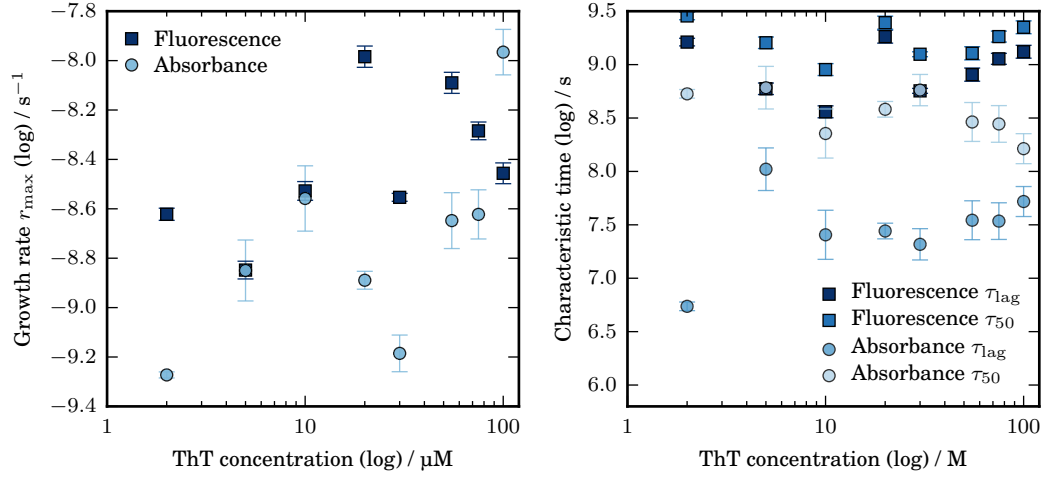 −7.8
−8.0
−8.2
−8.4
−8.6
−8.8
−9.0
−9.2
−9.4
Growth rate r_max (log) / s⁻¹
Fluorescence
Absorbance
1
10
100
ThT concentration (log) / µM
9.5
9.0
8.5
8.0
7.5
7.0
6.5
6.0
Characteristic time (log) / s
Fluorescence τ_lag
Fluorescence τ_50
Absorbance τ_lag
Absorbance τ_50
1
10
100
ThT concentration (log) / M